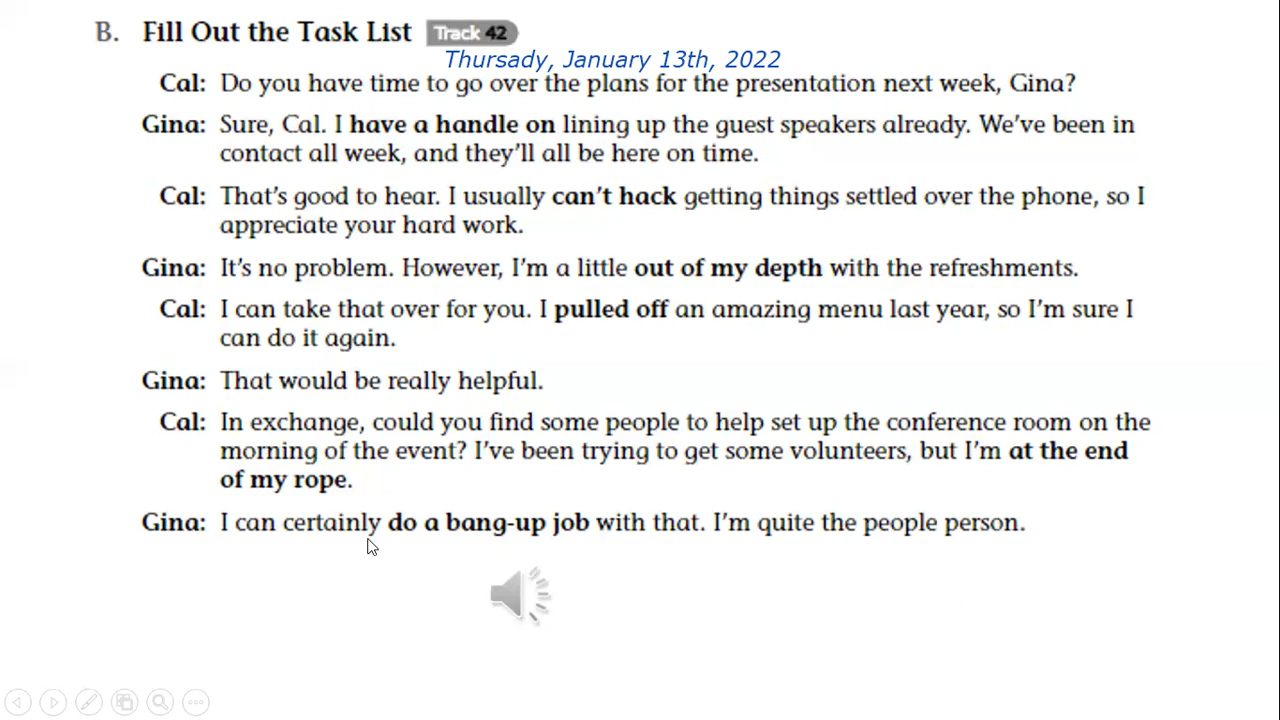 B. Fill Out the Task List Track 42
Thursady, January 13th, 2022
Cal: Do you have time to go over the plans for the presentation next week, Gina?
Gina: Sure, Cal. I have a handle on lining up the guest speakers already. We've been in
contact all week, and they'll all be here on time.
Cal: That's good to hear. I usually can't hack getting things settled over the phone, so I
appreciate your hard work.
Gina: It's no problem. However, I'm a little out of my depth with the refreshments.
Cal: I can take that over for you. I pulled off an amazing menu last year, so I'm sure I
can do it again.
Gina: That would be really helpful.
Cal: In exchange, could you find some people to help set up the conference room on the
morning of the event? I've been trying to get some volunteers, but I'm at the end
of my rope.
Gina: I can certainly do a bang-up job with that. I'm quite the people person.